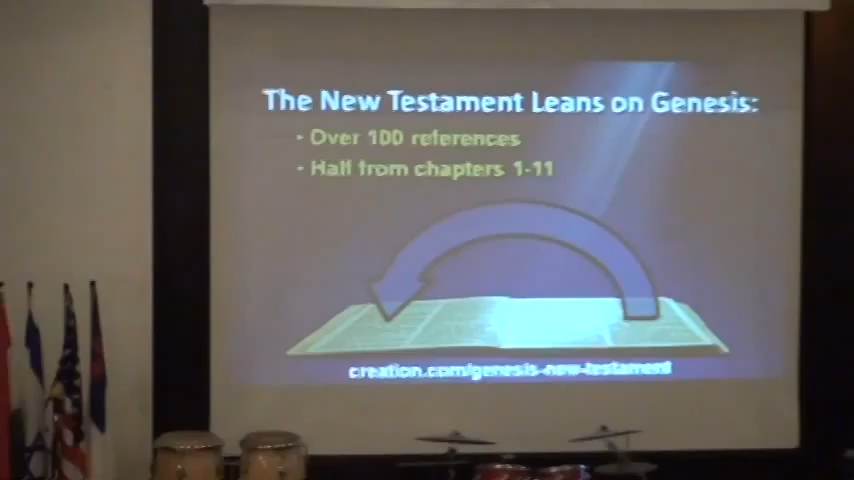 The New Testament Leans on Genesis:
• Over 100 references
• Half from chapters 1-11
creation.com/genesis-new-testament